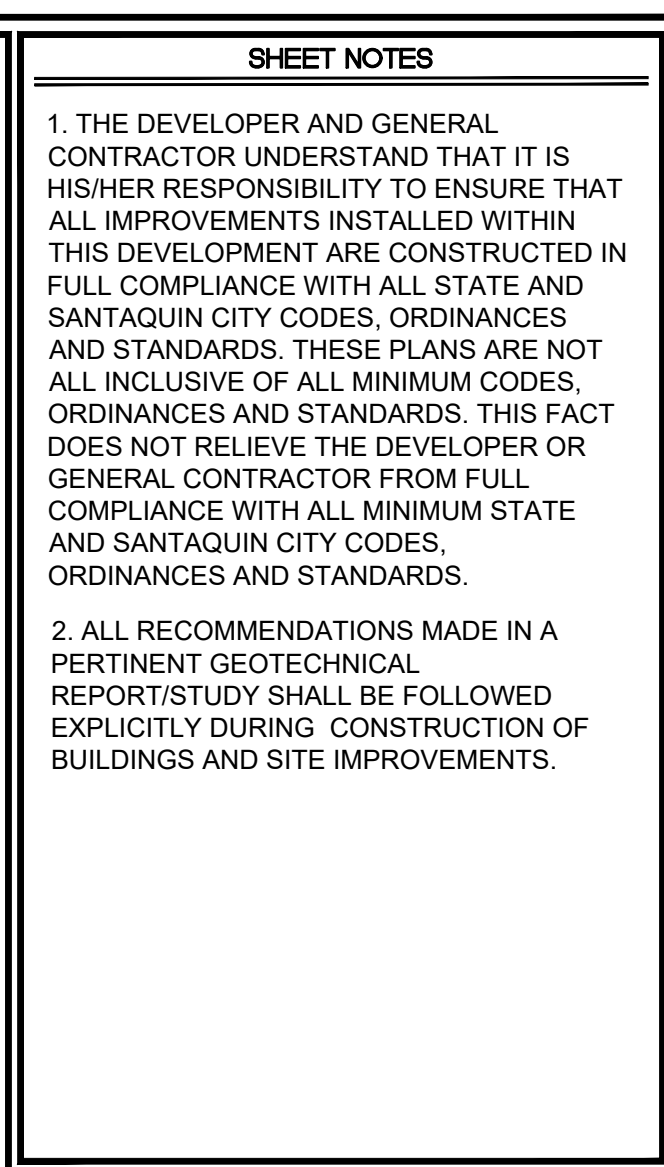 SHEET NOTES
1. THE DEVELOPER AND GENERAL
CONTRACTOR UNDERSTAND THAT IT IS
HIS/HER RESPONSIBILITY TO ENSURE THAT
ALL IMPROVEMENTS INSTALLED WITHIN
THIS DEVELOPMENT ARE CONSTRUCTED IN
FULL COMPLIANCE WITH ALL STATE AND
SANTAQUIN CITY CODES, ORDINANCES
AND STANDARDS. THESE PLANS ARE NOT
ALL INCLUSIVE OF ALL MINIMUM CODES,
ORDINANCES AND STANDARDS. THIS FACT
DOES NOT RELIEVE THE DEVELOPER OR
GENERAL CONTRACTOR FROM FULL
COMPLIANCE WITH ALL MINIMUM STATE
AND SANTAQUIN CITY CODES,
ORDINANCES AND STANDARDS.
2. ALL RECOMMENDATIONS MADE IN A
PERTINENT GEOTECHNICAL
REPORT/STUDY SHALL BE FOLLOWED
EXPLICITLY DURING CONSTRUCTION OF
BUILDINGS AND SITE IMPROVEMENTS.